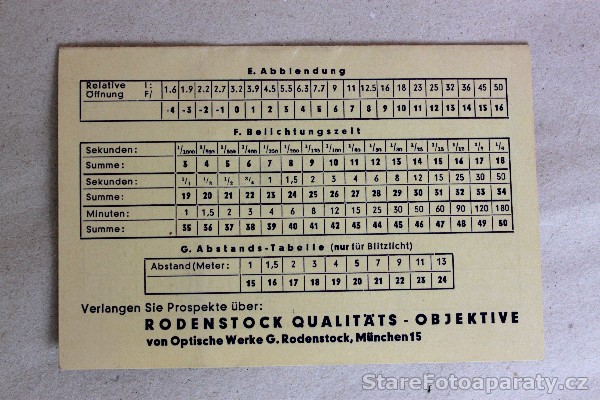 E. Abblendung
Relative Öffnung I: F/ 1.6 1.9 2.2 2.7 3.2 3.9 4.5 5.5 6.3 7.7 9 11 12.5 16 18 23 25 32 36 45 50
-4 -3 -2 -1 0 1 2 3 4 5 6 7 8 9 10 11 12 13 14 15 16
F. Belichtungszeit
Sekunden:
Summe: 3 4 5 6 7 8 9 10 11 12 13 14 15 16 17 18
Sekunden: 1 1,5 2 3 4 6 8 12 15 25 30 50
Summe: 19 20 21 22 23 24 25 26 27 28 29 30 31 32 33 34
Minuten: 1 1,5 2 3 4 6 8 12 15 25 30 50 60 90 120 180
Summe: 35 36 37 38 39 40 41 42 43 44 45 46 47 48 49 50
G. Abstands-Tabelle (nur für Blitzlicht)
Abstand (Meter: 1 1,5 2 3 4 5 7 9 11 13
15 16 17 18 19 20 21 22 23 24
Verlangen Sie Prospekte über:
RODENSTOCK QUALITÄTS - OBJEKTIVE
von Optische Werke G. Rodenstock, München 15
StareFotoaparaty.cz